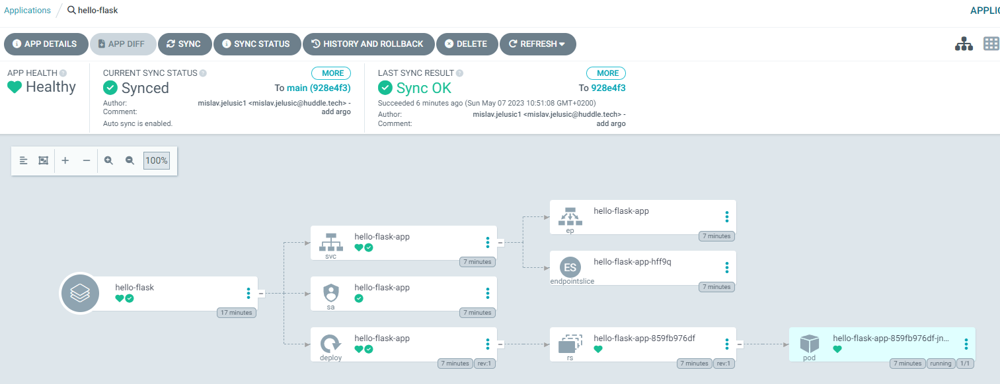 Applications / hello-flask
APPLIC
APP DETAILS APP DIFF SYNC SYNC STATUS HISTORY AND ROLLBACK DELETE REFRESH
APP HEALTH
Healthy
CURRENT SYNC STATUS MORE
Synced To main (928e4f3)
Author: mislav.jelusic1 <mislav.jelusic@huddle.tech> -
Comment: add argo
Auto sync is enabled.
LAST SYNC RESULT MORE
Sync OK To 928e4f3
Succeeded 6 minutes ago (Sun May 07 2023 10:51:08 GMT+0200)
Author: mislav.jelusic1 <mislav.jelusic@huddle.tech> -
Comment: add argo
100%
hello-flask
17 minutes
hello-flask-app
svc
7 minutes
hello-flask-app
sa
7 minutes
hello-flask-app
deploy
7 minutes rev:1
hello-flask-app
ep
7 minutes
ES
hello-flask-app-hff9q
endpointslice
7 minutes
hello-flask-app-859fb976df
rs
7 minutes rev:1
hello-flask-app-859fb976df-jn...
pod
7 minutes running 1/1